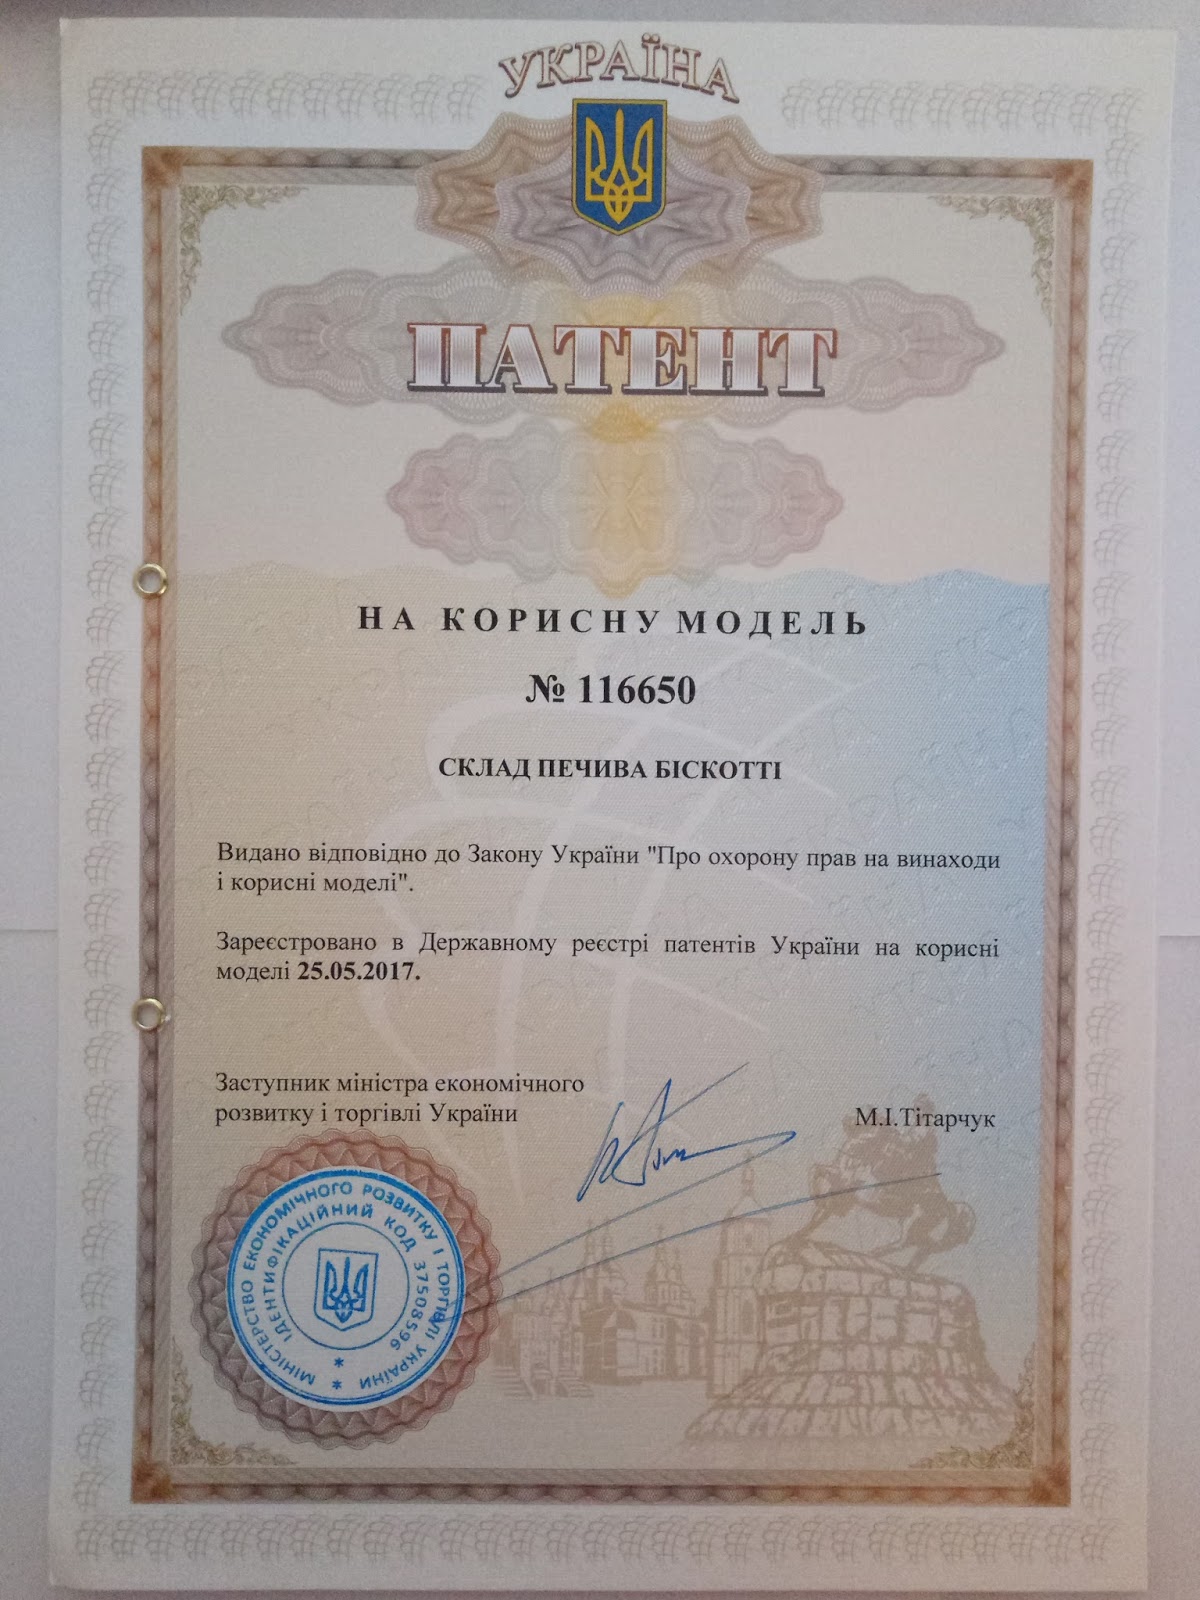 УКРАЇНА
ПАТЕНТ
НА КОРИСНУ МОДЕЛЬ
№ 116650
СКЛАД ПЕЧИВА БІСКОТТІ
Видано відповідно до Закону України "Про охорону прав на винаходи
і корисні моделі".
Зареєстровано в Державному реєстрі патентів України на корисні
моделі 25.05.2017.
Заступник міністра економічного
розвитку і торгівлі України
М.І.Тітарчук
МІНІСТЕРСТВО ЕКОНОМІЧНОГО РОЗВИТКУ І ТОРГІВЛІ УКРАЇНИ *
ІДЕНТИФІКАЦІЙНИЙ КОД 37508596 *